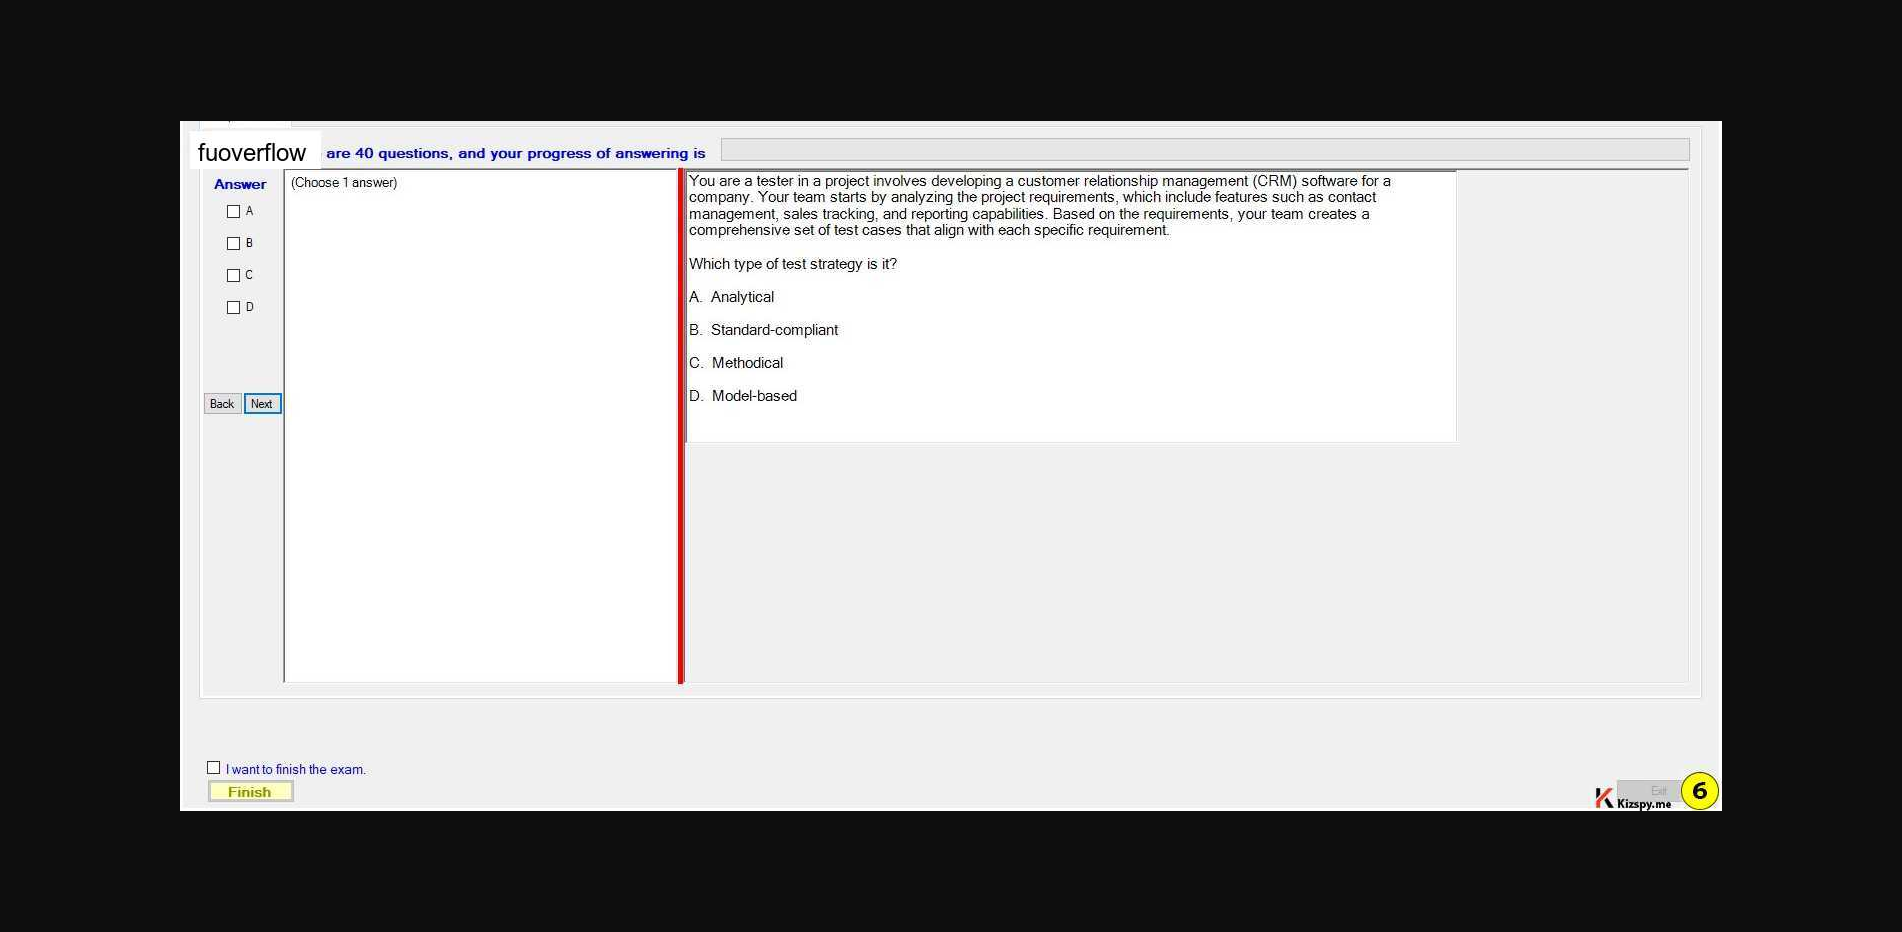 fuoverflow are 40 questions, and your progress of answering is
Answer
A
B
C
D
Back Next
(Choose 1 answer)
You are a tester in a project involves developing a customer relationship management (CRM) software for a
company. Your team starts by analyzing the project requirements, which include features such as contact
management, sales tracking, and reporting capabilities. Based on the requirements, your team creates a
comprehensive set of test cases that align with each specific requirement.
Which type of test strategy is it?
A. Analytical
B. Standard-compliant
C. Methodical
D. Model-based
I want to finish the exam.
Finish
Exit
Kizspy.me
6